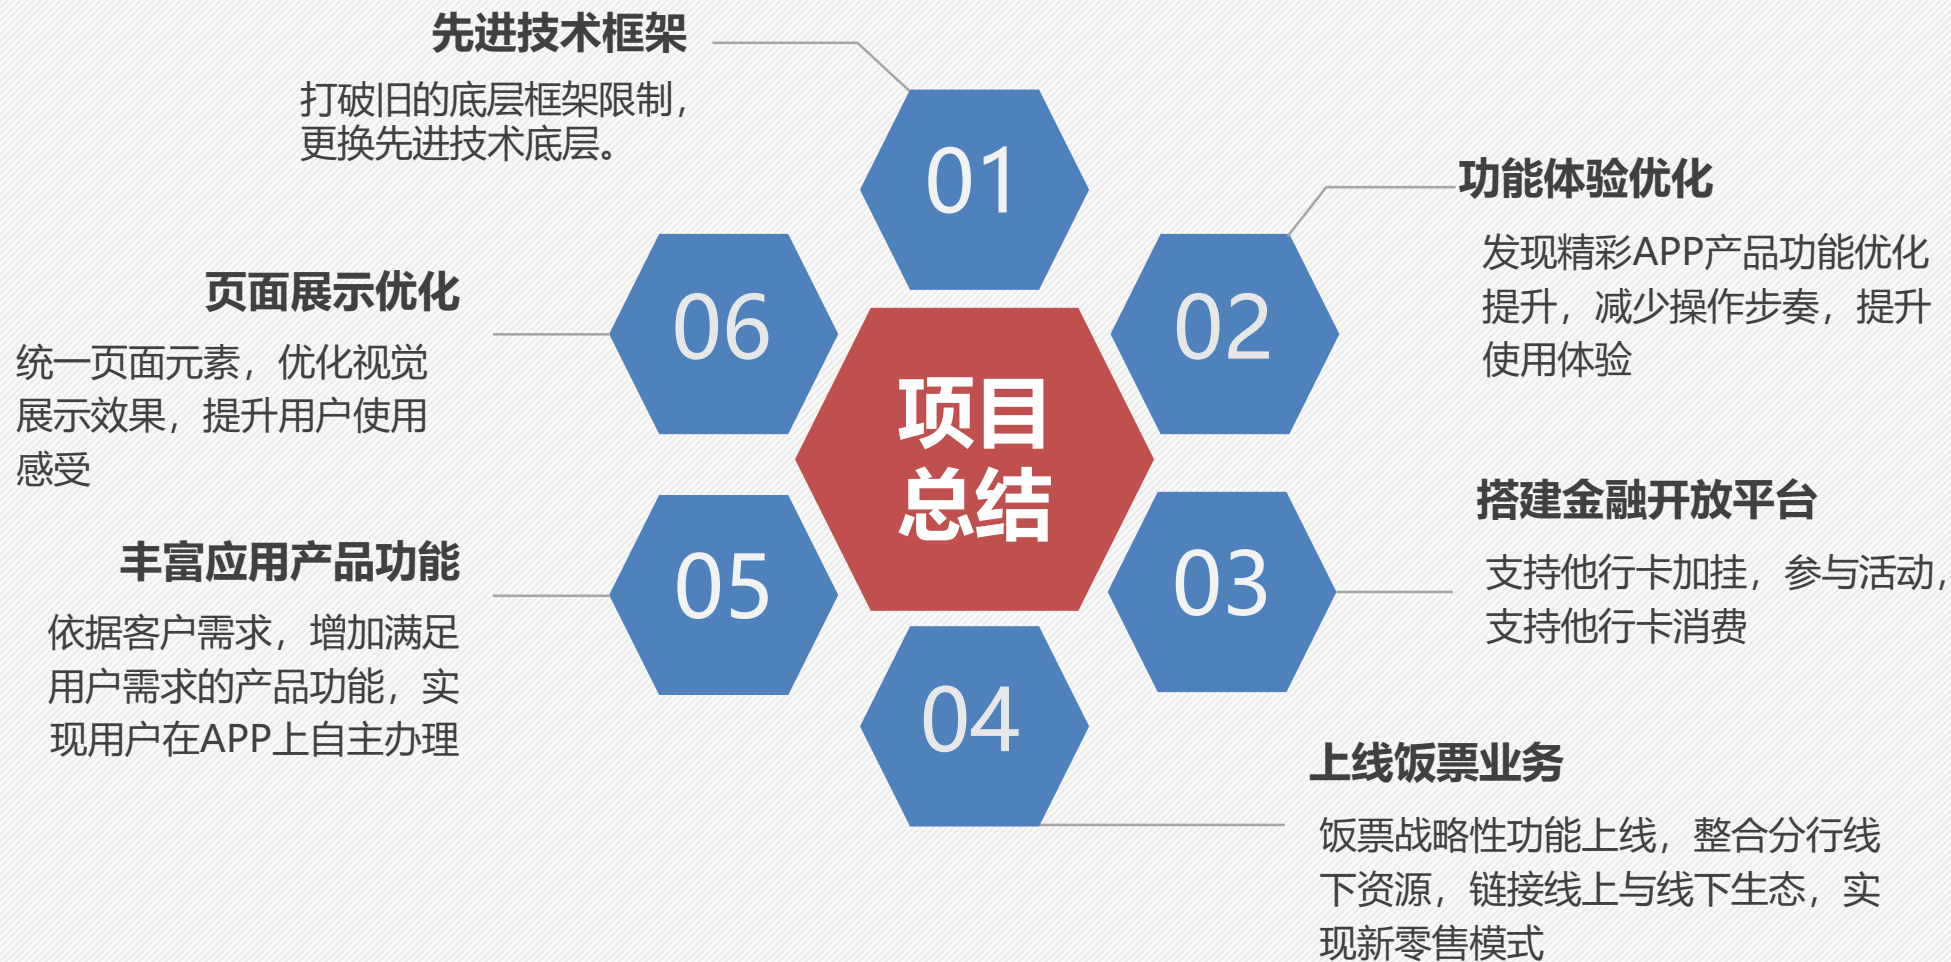 项目
总结
01
先进技术框架
打破旧的底层框架限制，
更换先进技术底层。
02
功能体验优化
发现精彩APP产品功能优化
提升，减少操作步奏，提升
使用体验
03
搭建金融开放平台
支持他行卡加挂，参与活动，
支持他行卡消费
04
上线饭票业务
饭票战略性功能上线，整合分行线
下资源，链接线上与线下生态，实
现新零售模式
05
丰富应用产品功能
依据客户需求，增加满足
用户需求的产品功能，实
现用户在APP上自主办理
06
页面展示优化
统一页面元素，优化视觉
展示效果，提升用户使用
感受